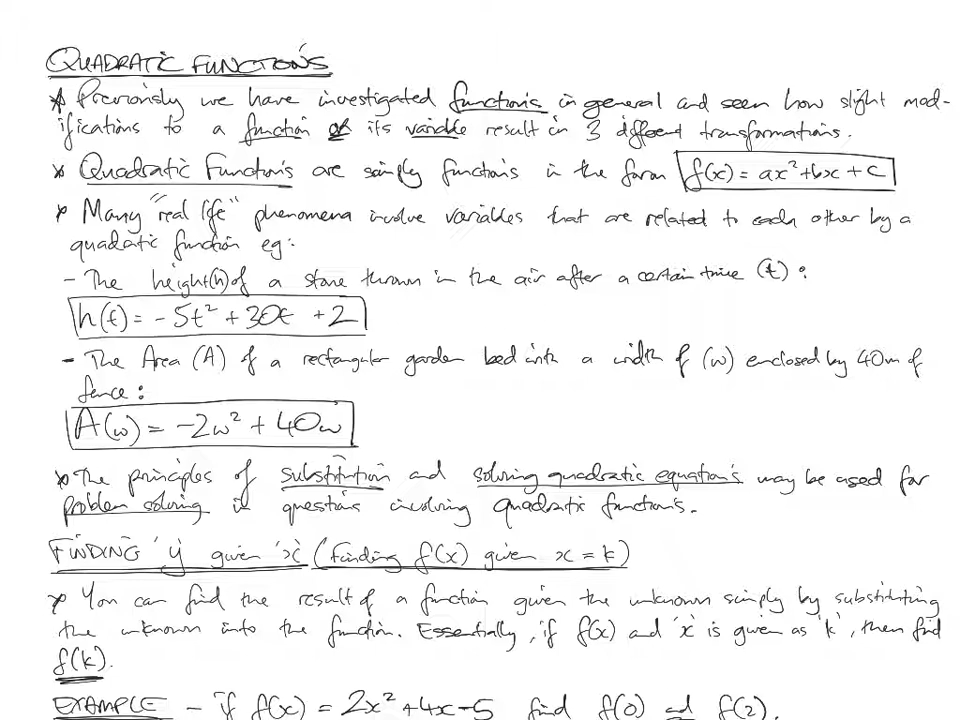 QUADRATIC FUNCTIONS
* Previously we have investigated functions in general and seen how slight mod-
ifications to a function or its variable result in 3 different transformations.
* Quadratic Functions are simply functions in the form f(x) = ax² + bx + c
* Many "real life" phenomena involve variables that are related to each other by a
quadatic function eg:
- The height(h) of a stone thrown in the air after a certain time (t) :
h(t) = -5t² + 30t + 2
- The Area (A) of a rectangular garden bed with a width of (w) enclosed by 40m of
fence :
A(w) = -2w² + 40w
* The principles of substitution and solving quadratic equations may be used for
problem solving in questions involving quadratic functions.
FINDING 'y' given 'x' (finding f(x) given x = k)
* You can find the result of a function given the unknown simply by substituting
the unknown into the function. Essentially, if f(x) and 'x' is given as 'k', then find
f(k).
EXAMPLE - if f(x) = 2x² + 4x - 5 find f(0) and f(2).